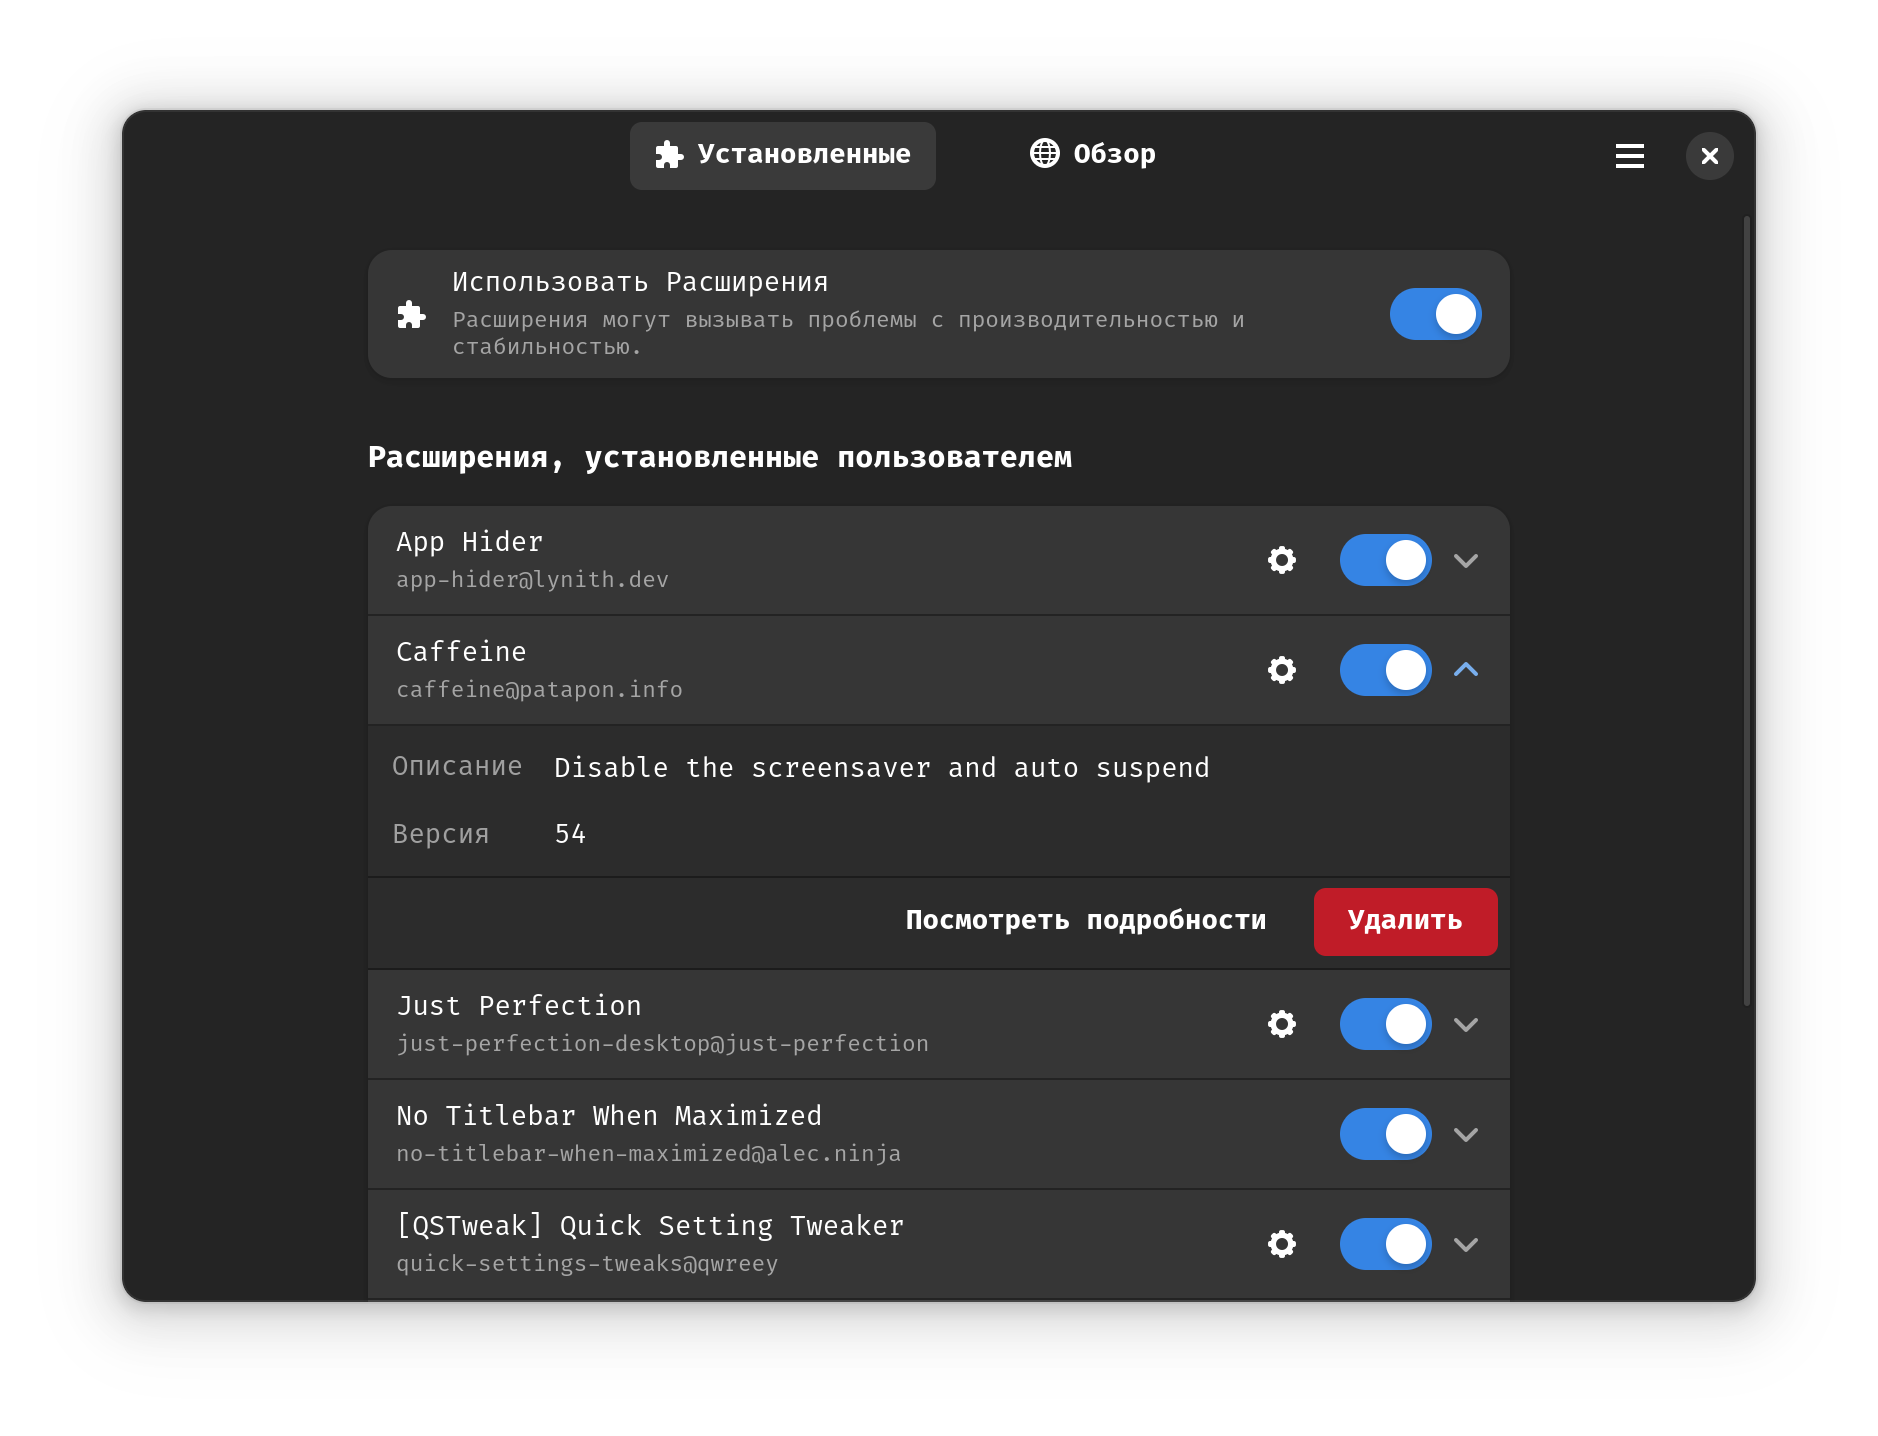 Установленные
Обзор
Использовать Расширения
Расширения могут вызывать проблемы с производительностью и
стабильностью.
Расширения, установленные пользователем
App Hider
app-hider@lynith.dev
Caffeine
caffeine@patapon.info
Описание Disable the screensaver and auto suspend
Версия 54
Посмотреть подробности Удалить
Just Perfection
just-perfection-desktop@just-perfection
No Titlebar When Maximized
no-titlebar-when-maximized@alec.ninja
[QSTweak] Quick Setting Tweaker
quick-settings-tweaks@qwreey